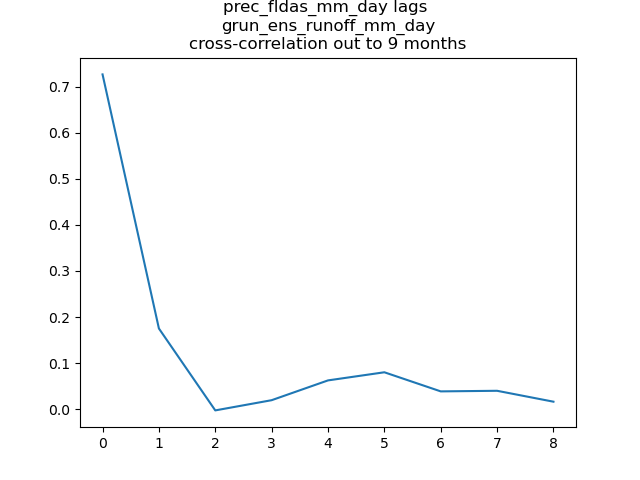 prec_fldas_mm_day lags
grun_ens_runoff_mm_day
cross-correlation out to 9 months
0.7
0.6
0.5
0.4
0.3
0.2
0.1
0.0
0 1 2 3 4 5 6 7 8